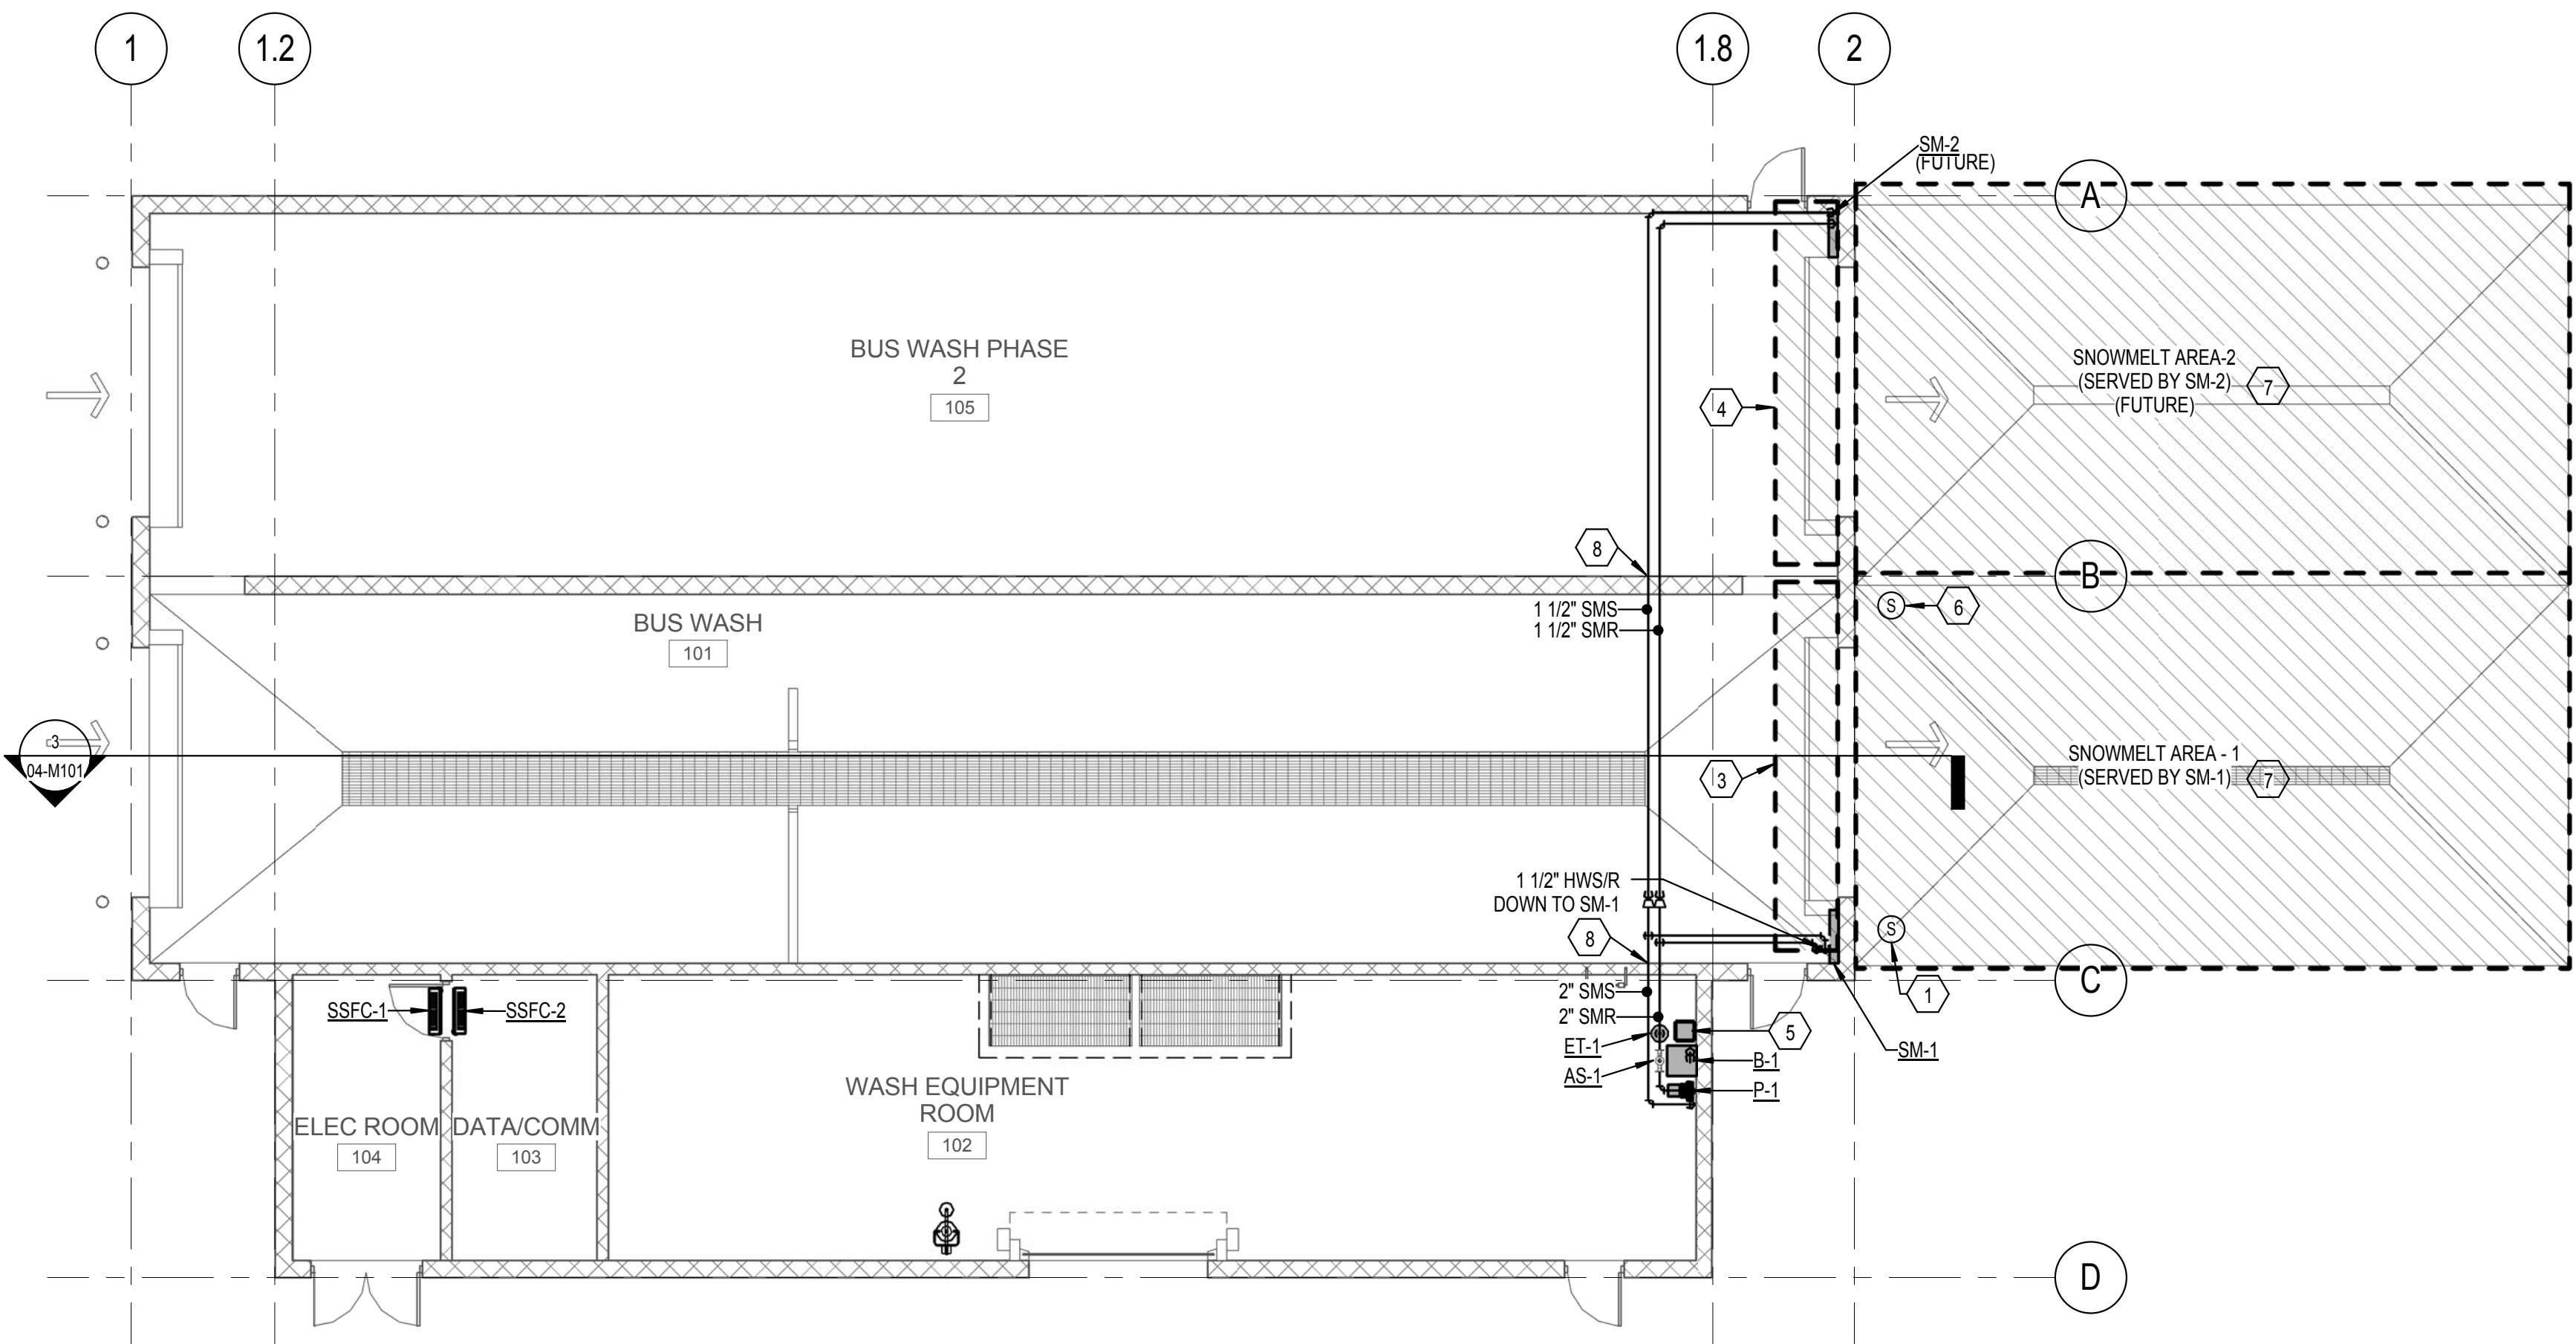 1
1.2
1.8
2
SM-2
(FUTURE)
A
BUS WASH PHASE
2
105
SNOWMELT AREA-2
(SERVED BY SM-2)
(FUTURE)
7
4
8
B
1 1/2" SMS
1 1/2" SMR
S
6
BUS WASH
101
3
04-M101
3
SNOWMELT AREA - 1
(SERVED BY SM-1)
7
1 1/2" HWS/R
DOWN TO SM-1
8
S
1
C
2" SMS
2" SMR
SSFC-1
SSFC-2
ET-1
AS-1
5
B-1
P-1
SM-1
WASH EQUIPMENT
ROOM
102
ELEC ROOM
104
DATA/COMM
103
D